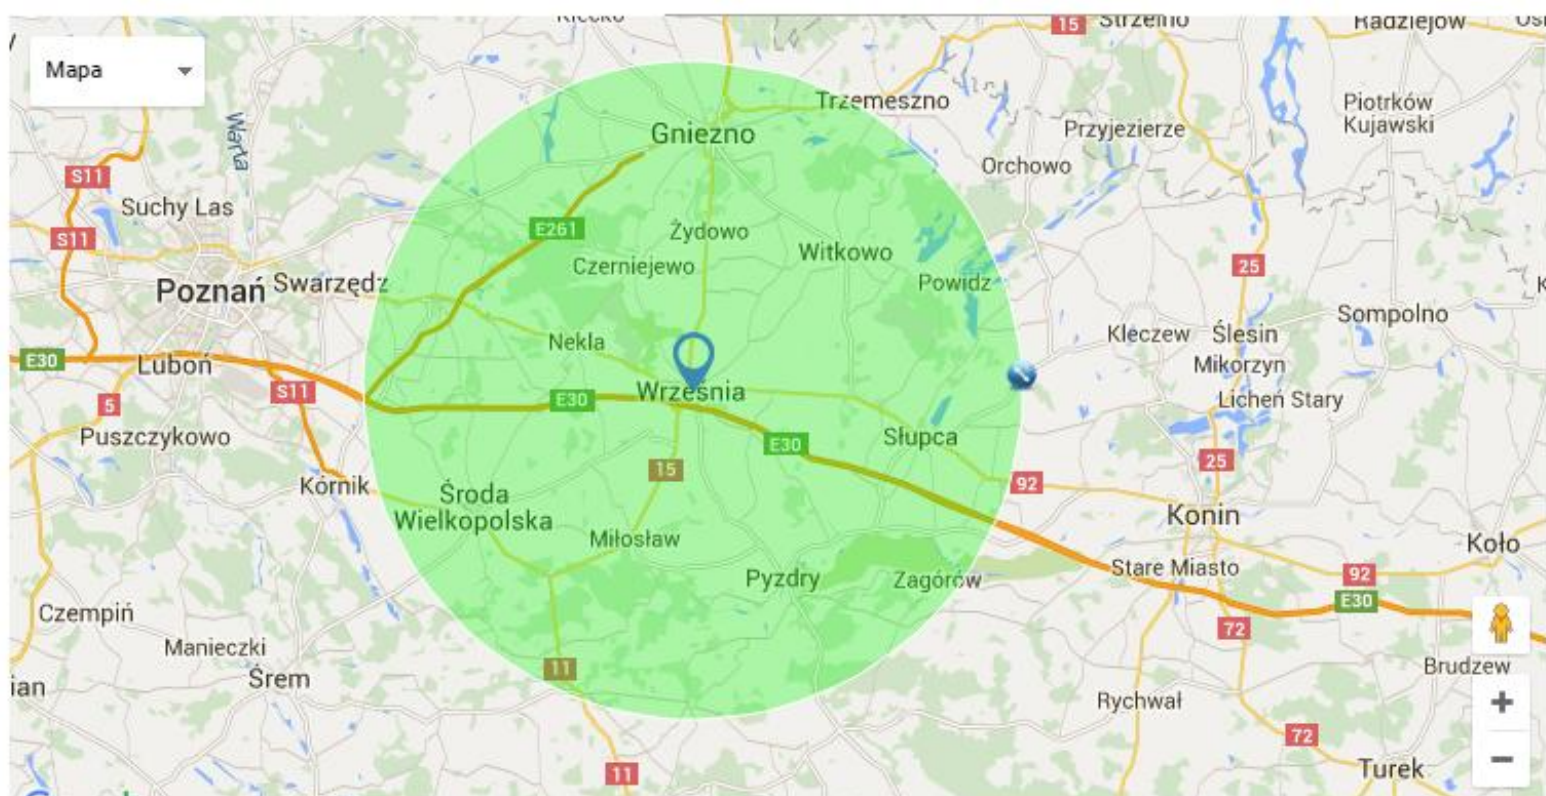 15
Strzelno
Radziejów
Mapa
Trzemeszno
Piotrków
Kujawski
Warta
Gniezno
Przyjezierze
Orchowo
S11
Suchy Las
S11
E261
Żydowo
Witkowo
Czerniejewo
25
Poznań
Swarzędz
Powidz
Sompolno
Nekla
Kleczew
Ślesin
E30
Luboń
Mikorzyn
S11
Września
E30
Licheń Stary
5
Puszczykowo
E30
Słupca
15
25
Kórnik
92
Środa
Wielkopolska
Konin
Miłosław
Koło
Pyzdry
Zagórów
Stare Miasto
92
E30
Czempiń
72
Manieczki
Śrem
11
Brudzew
ian
Rychwał
72
11
Turek